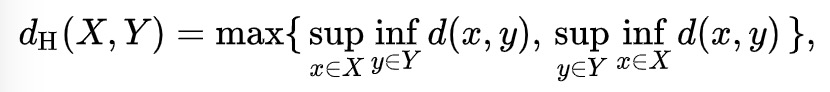 d_H(X, Y) = max{ sup_{x∈X} inf_{y∈Y} d(x, y), sup_{y∈Y} inf_{x∈X} d(x, y) },